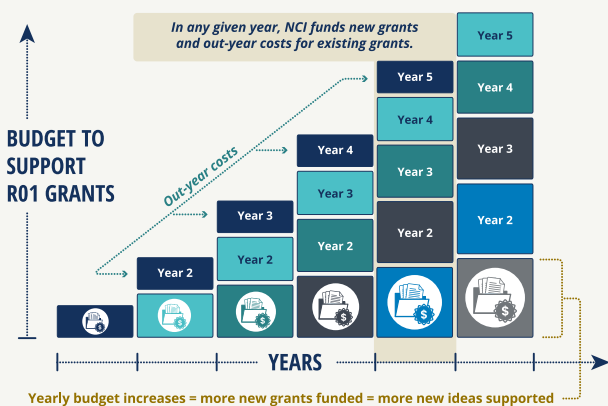 In any given year, NCI funds new grants
and out-year costs for existing grants.
Year 5
Year 5
Year 4
BUDGET TO
SUPPORT
R01 GRANTS
Out-year costs
Year 4
Year 4
Year 3
Year 3
Year 3
Year 3
Year 2
Year 2
Year 2
Year 2
Year 2
$
$
$
$
$
$
YEARS
Yearly budget increases = more new grants funded = more new ideas supported